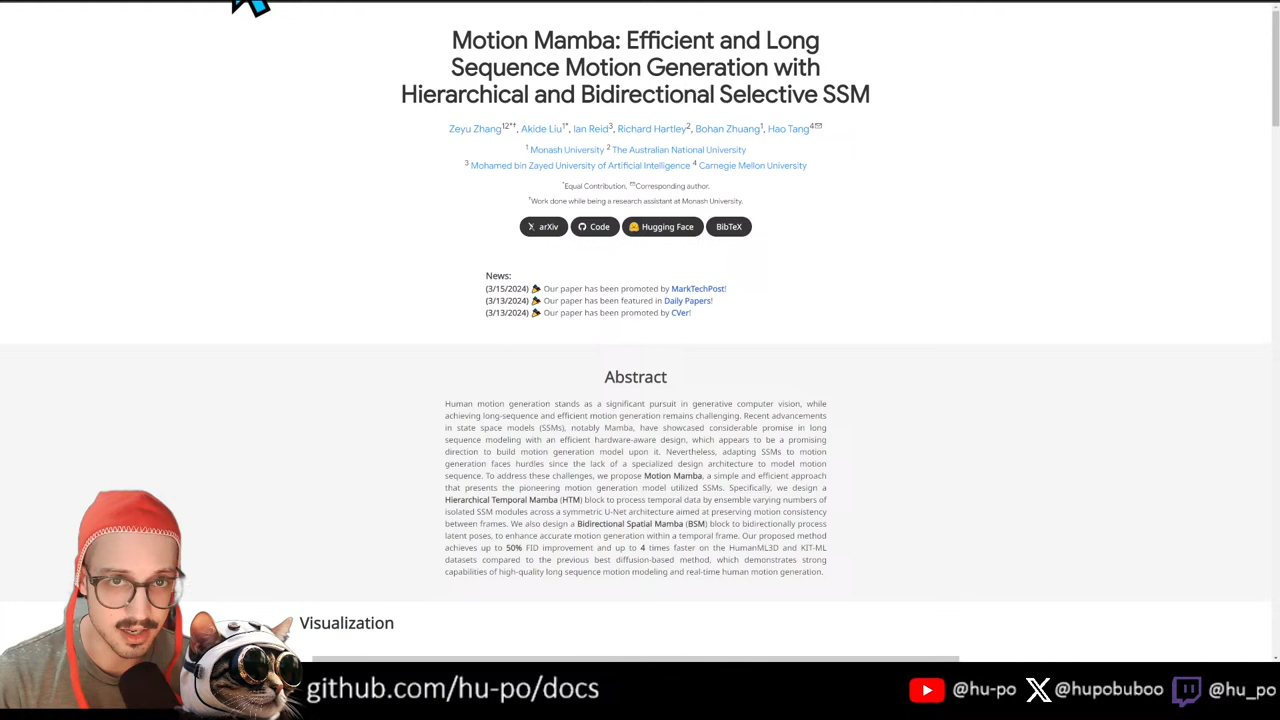 Motion Mamba: Efficient and Long
Sequence Motion Generation with
Hierarchical and Bidirectional Selective SSM
Zeyu Zhang¹²*†, Akide Liu¹*, Ian Reid³, Richard Hartley², Bohan Zhuang¹, Hao Tang⁴✉
¹ Monash University ² The Australian National University
³ Mohamed bin Zayed University of Artificial Intelligence ⁴ Carnegie Mellon University
*Equal Contribution. ✉Corresponding author.
†Work done while being a research assistant at Monash University.
arXiv Code Hugging Face BibTeX
News:
(3/15/2024) 🎉 Our paper has been promoted by MarkTechPost!
(3/13/2024) 🎉 Our paper has been featured in Daily Papers!
(3/13/2024) 🎉 Our paper has been promoted by CVer!
Abstract
Human motion generation stands as a significant pursuit in generative computer vision, while
achieving long-sequence and efficient motion generation remains challenging. Recent advancements
in state space models (SSMs), notably Mamba, have showcased considerable promise in long
sequence modeling with an efficient hardware-aware design, which appears to be a promising
direction to build motion generation model upon it. Nevertheless, adapting SSMs to motion
generation faces hurdles since the lack of a specialized design architecture to model motion
sequence. To address these challenges, we propose Motion Mamba, a simple and efficient approach
that presents the pioneering motion generation model utilized SSMs. Specifically, we design a
Hierarchical Temporal Mamba (HTM) block to process temporal data by ensemble varying numbers of
isolated SSM modules across a symmetric U-Net architecture aimed at preserving motion consistency
between frames. We also design a Bidirectional Spatial Mamba (BSM) block to bidirectionally process
latent poses, to enhance accurate motion generation within a temporal frame. Our proposed method
achieves up to 50% FID improvement and up to 4 times faster on the HumanML3D and KIT-ML
datasets compared to the previous best diffusion-based method, which demonstrates strong
capabilities of high-quality long sequence motion modeling and real-time human motion generation.
Visualization
github.com/hu-po/docs
@hu-po @hupobuboo @hu_po